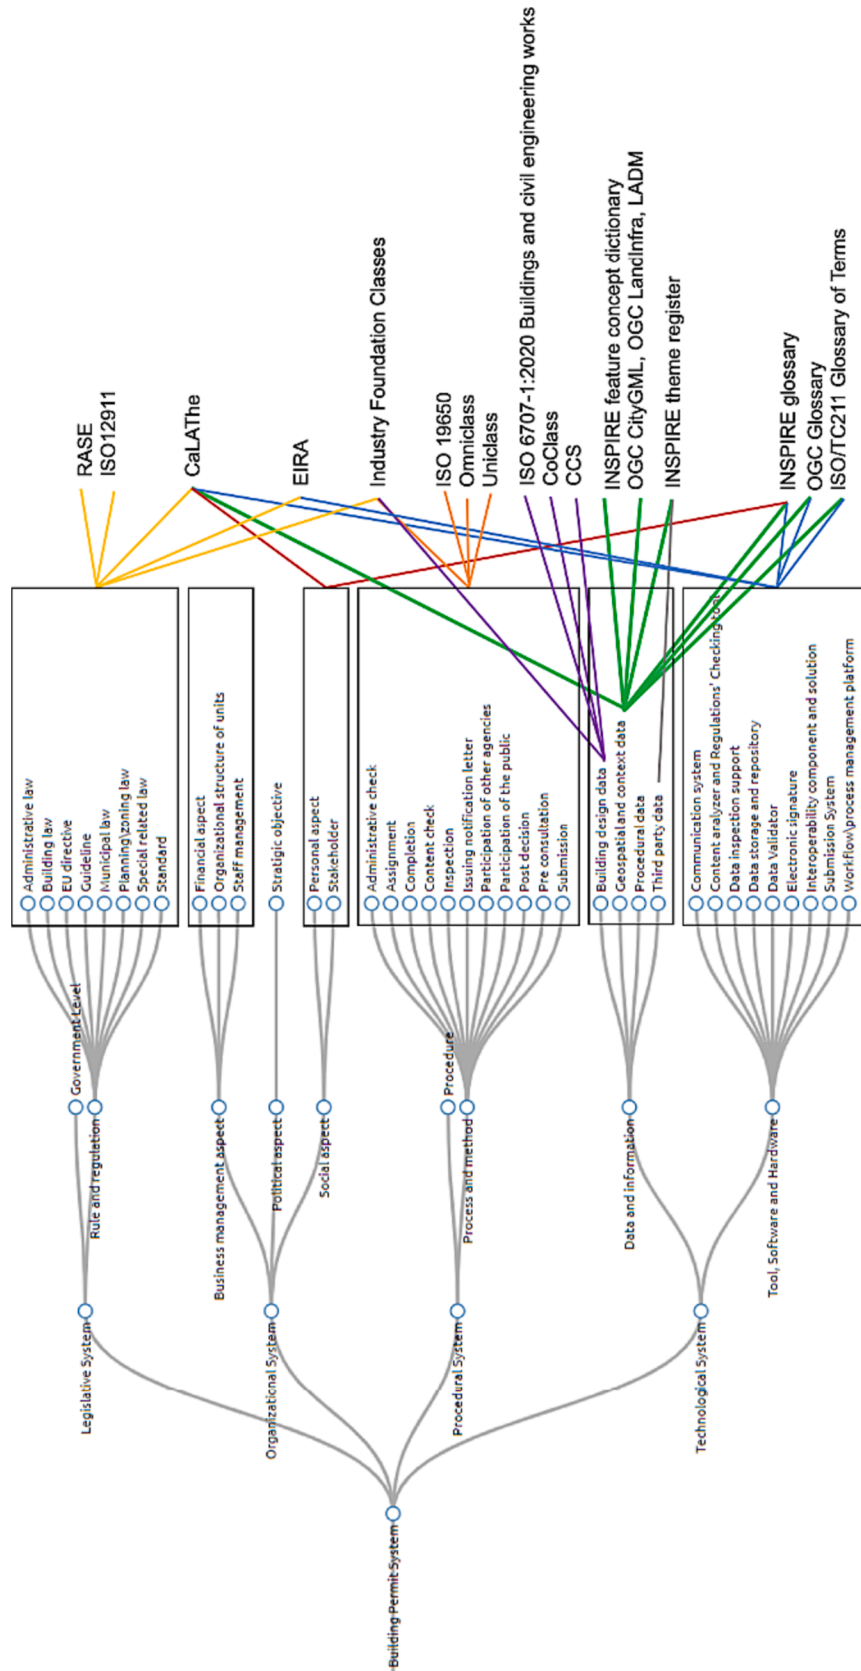 Building Permit System
Legislative System
Organizational System
Procedural System
Technological System
Government Level
Rule and regulation
Business management aspect
Political aspect
Social aspect
Procedure
Process and method
Data and information
Tool, Software and Hardware
Administrative law
Building law
EU directive
Guideline
Municipal law
Planning\zoning law
Special related law
Standard
Financial aspect
Organizational structure of units
Staff management
Stratigic objective
Personal aspect
Stakeholder
Administrative check
Assignment
Completion
Content check
Inspection
Issuing notification letter
Participation of other agencies
Participation of the public
Post decision
Pre consultation
Submission
Building design data
Geospatial and context data
Procedural data
Third party data
Communication system
Content analyzer and Regulations' Checking tool
Data inspection support
Data storage and repository
Data Validator
Electronic signature
Interoperability component and solution
Submission System
Workflow\process management platform
RASE
ISO12911
CaLAThe
EIRA
Industry Foundation Classes
ISO 19650
Omniclass
Uniclass
ISO 6707-1:2020 Buildings and civil engineering works
CoClass
CCS
INSPIRE feature concept dictionary
OGC CityGML, OGC LandInfra, LADM
INSPIRE theme register
INSPIRE glossary
OGC Glossary
ISO/TC211 Glossary of Terms